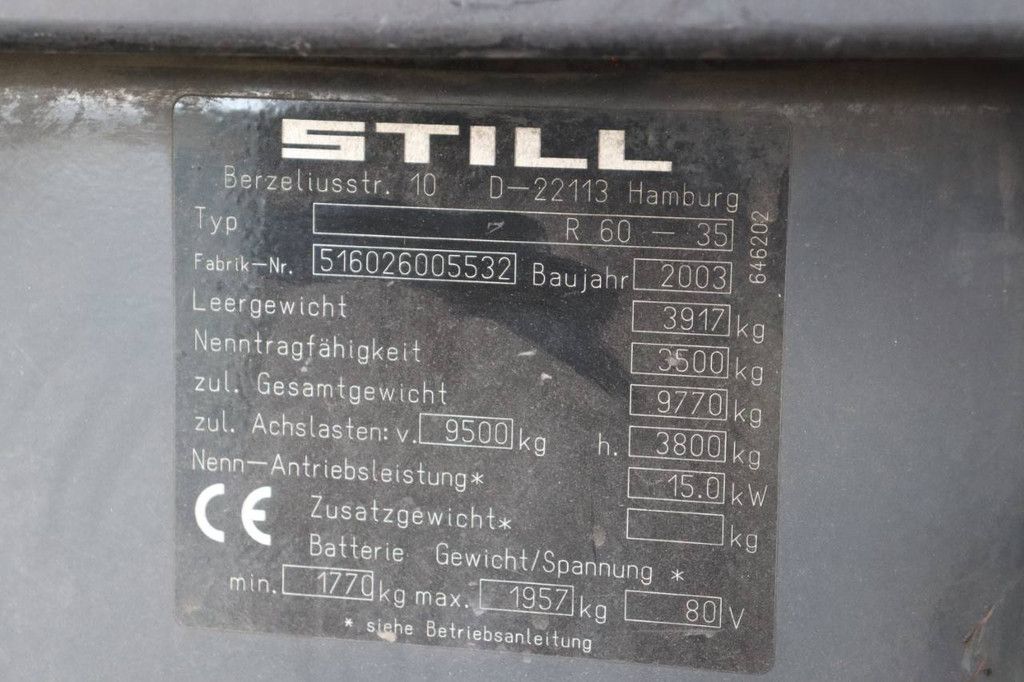 STILL
Berzeliusstr. 10 D-22113 Hamburg
Typ R 60 - 35
Fabrik-Nr. 516026005532 Baujahr 2003
Leergewicht 3917 kg
Nenntragfähigkeit 3500 kg
zul. Gesamtgewicht 9770 kg
zul. Achslasten: v. 9500 kg h. 3800 kg
Nenn-Antriebsleistung* 15.0 kW
CE Zusatzgewicht* kg
Batterie Gewicht/Spannung *
min. 1770 kg max. 1957 kg 80 V
* siehe Betriebsanleitung
646202